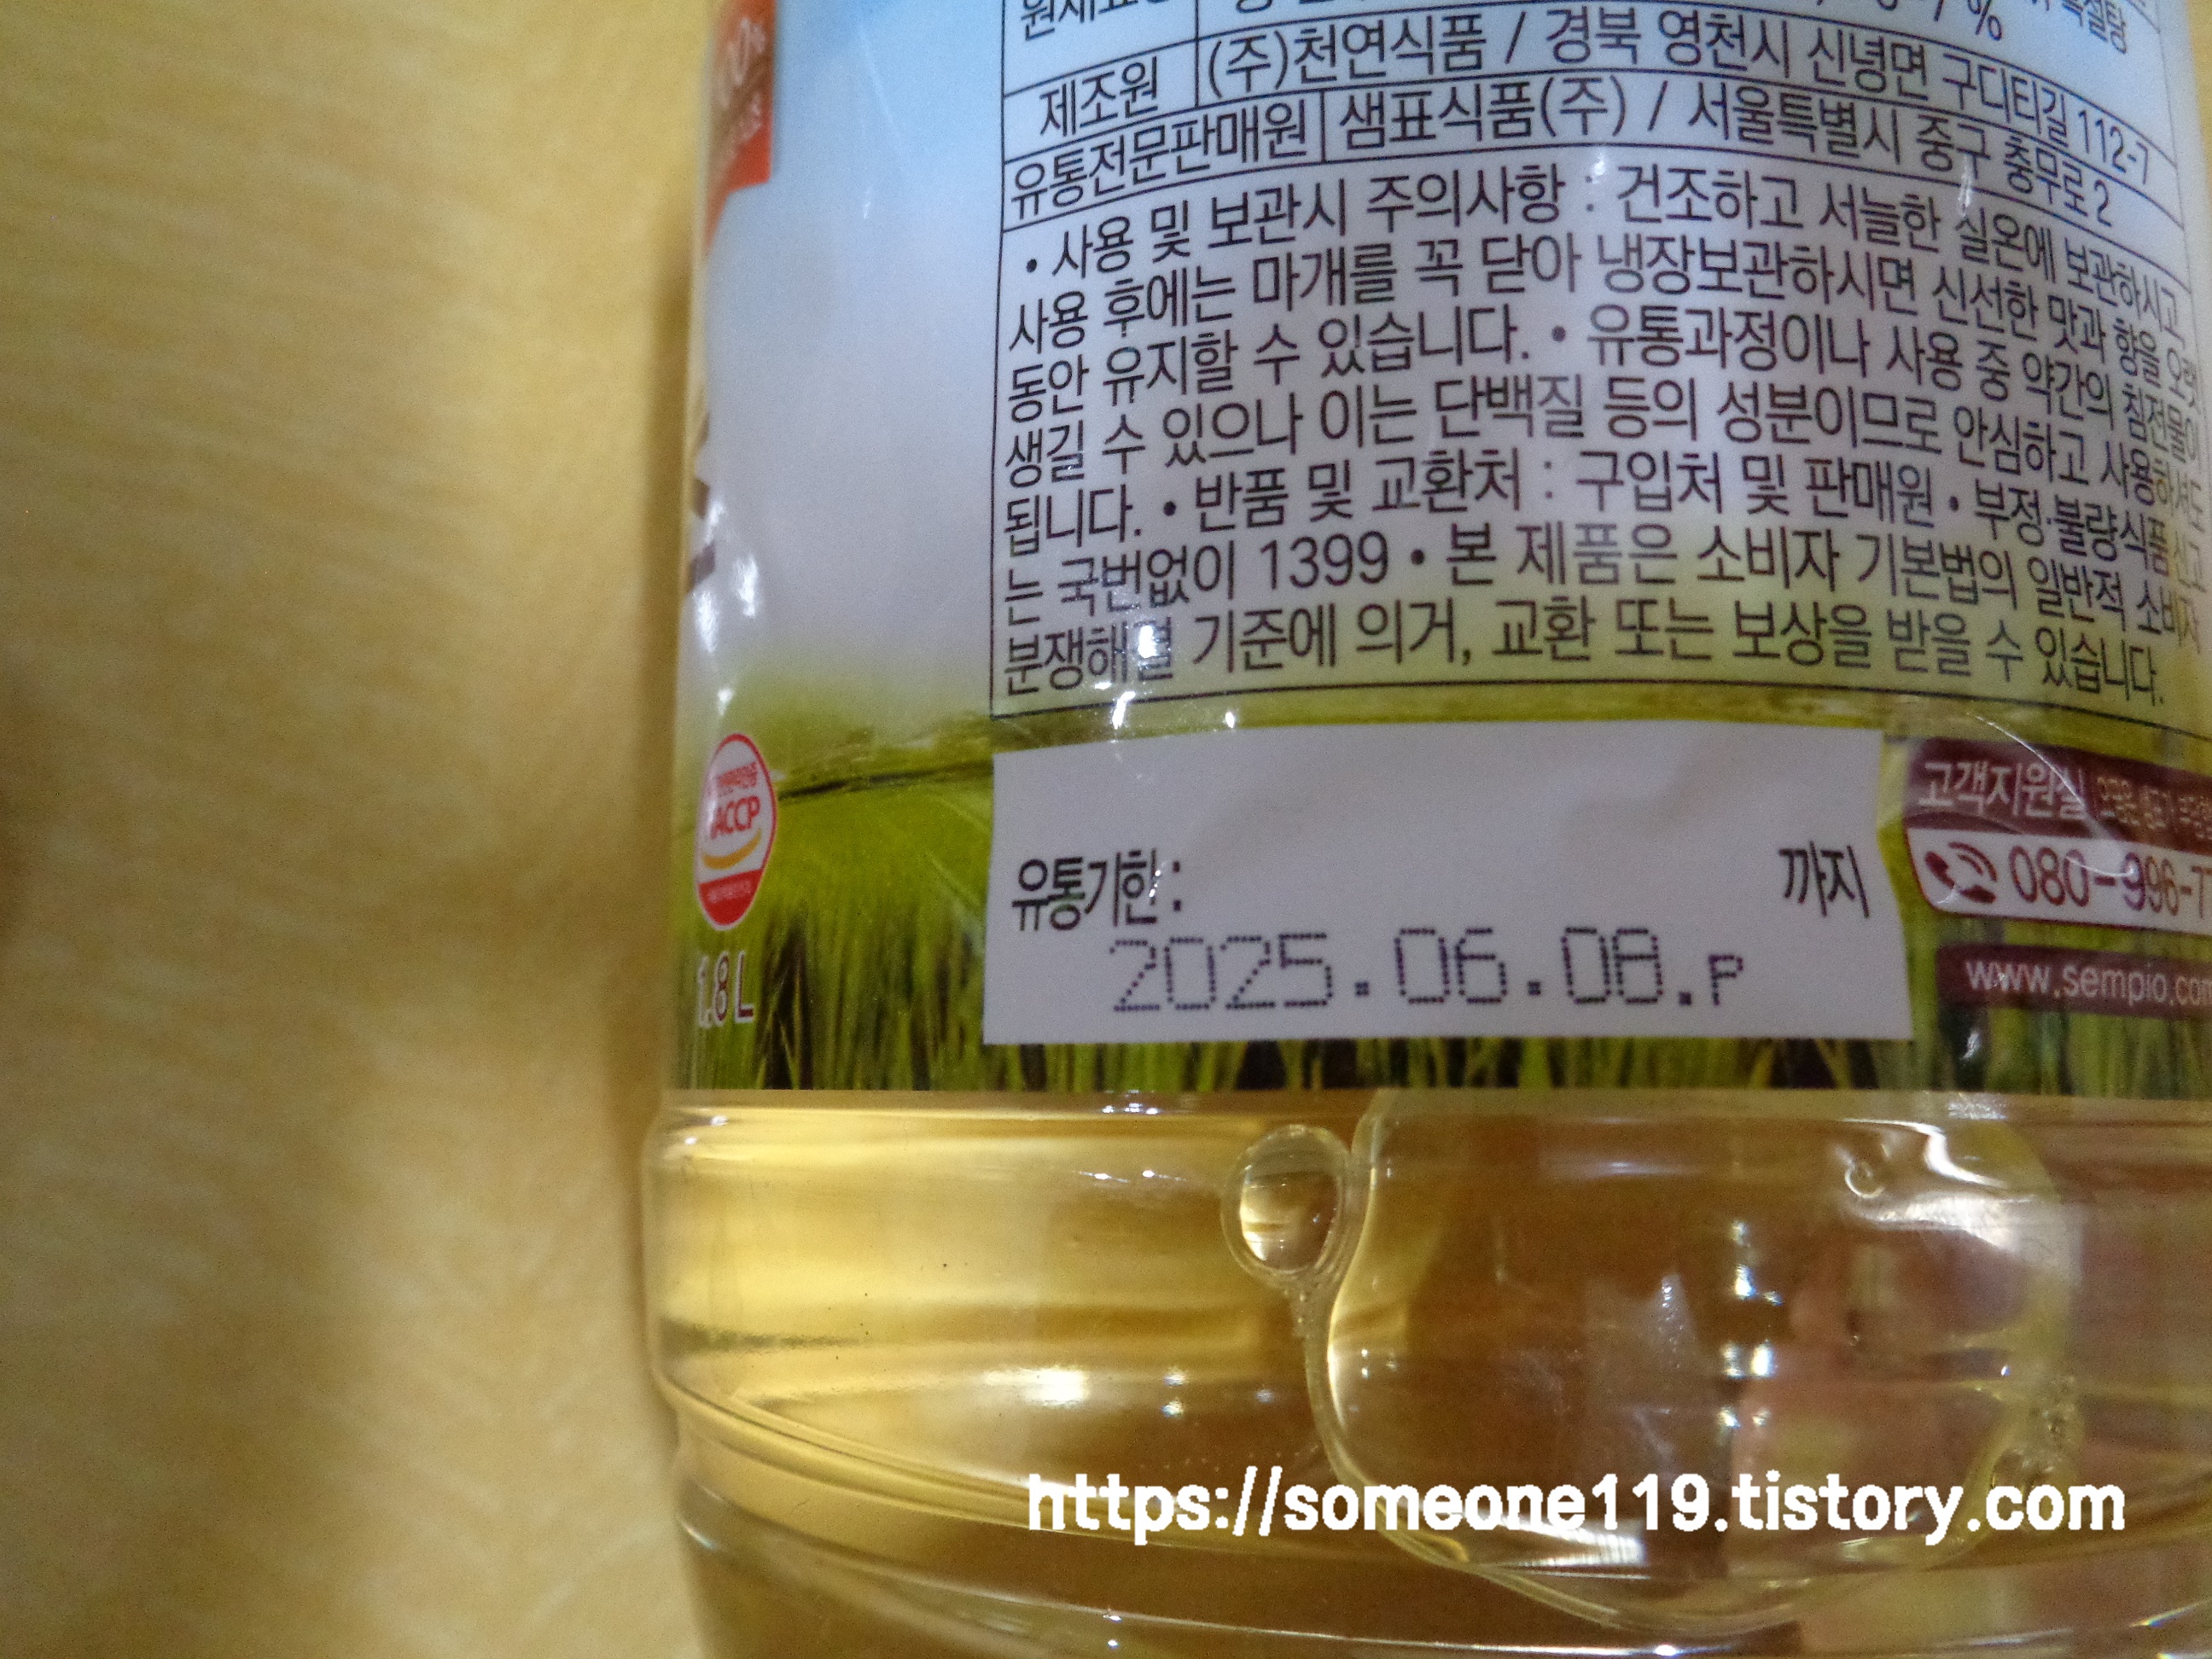 제조원 (주)천연식품 / 경북 영천시 신녕면 구디티길 112-7
유통전문판매원 샘표식품(주) / 서울특별시 중구 충무로 2
• 사용 및 보관시 주의사항 : 건조하고 서늘한 실온에 보관하시고,
사용 후에는 마개를 꼭 닫아 냉장보관하시면 신선한 맛과 향을 오랫
동안 유지할 수 있습니다. • 유통과정이나 사용 중 약간의 침전물이
생길 수 있으나 이는 단백질 등의 성분이므로 안심하고 사용하셔도
됩니다. • 반품 및 교환처 : 구입처 및 판매원 • 부정·불량식품 신고
는 국번없이 1399 • 본 제품은 소비자 기본법의 일반적 소비자
분쟁해결 기준에 의거, 교환 또는 보상을 받을 수 있습니다.
HACCP
1.8 L
유통기한 : 까지
2025.06.08.P
고객지원실
080-996-7
www.sempio.com
https://someone119.tistory.com